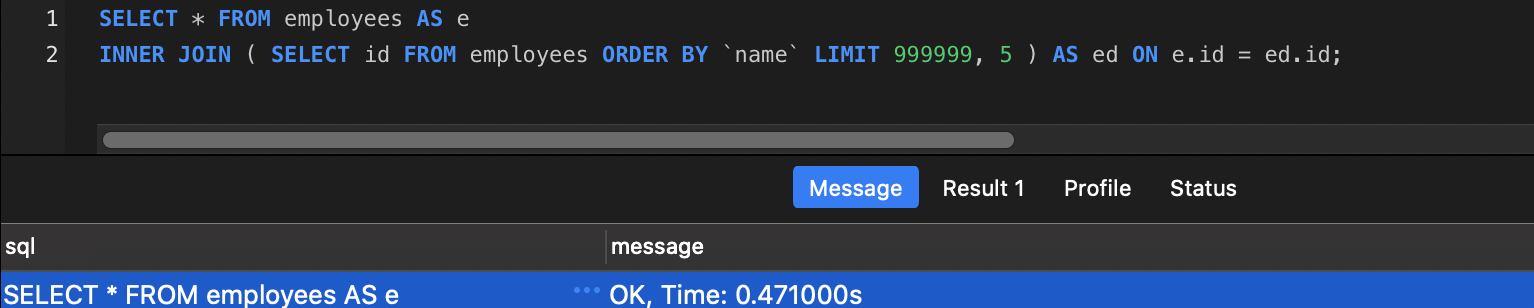 1 SELECT * FROM employees AS e
2 INNER JOIN ( SELECT id FROM employees ORDER BY `name` LIMIT 999999, 5 ) AS ed ON e.id = ed.id;
Message Result 1 Profile Status
sql message
SELECT * FROM employees AS e ••• OK, Time: 0.471000s